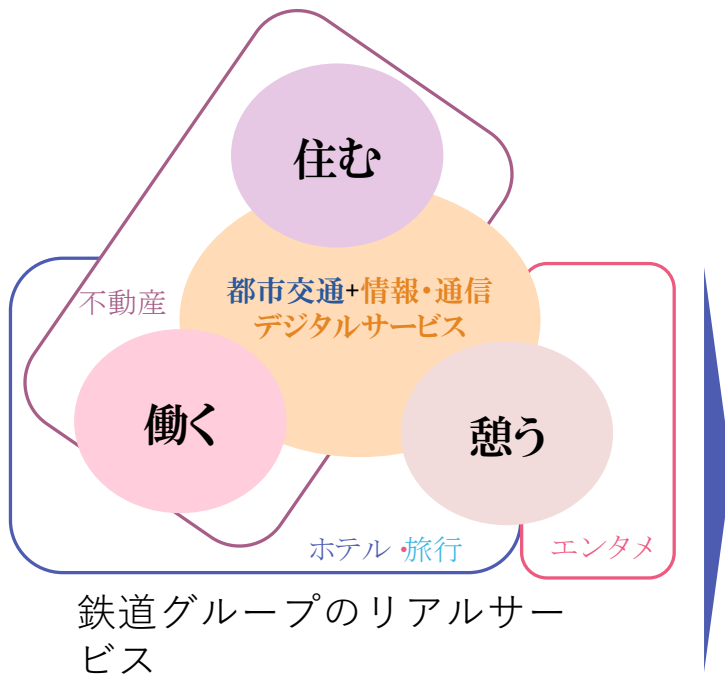 住む
都市交通+情報・通信
デジタルサービス
不動産
働く
憩う
ホテル・旅行
エンタメ
鉄道グループのリアルサー
ビス